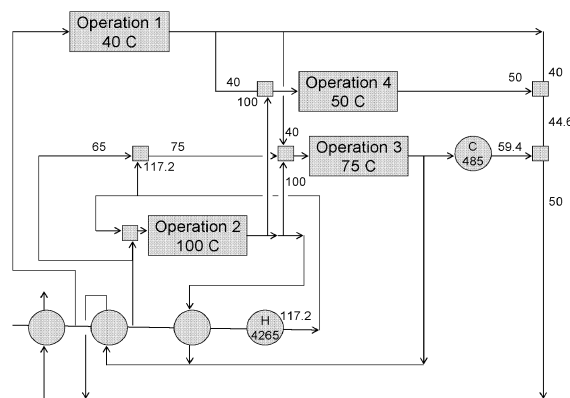 Operation 1
40 C
40
100
Operation 4
50 C
50
40
44.6
65
117.2
75
40
100
Operation 3
75 C
C
485
59.4
50
Operation 2
100 C
H
4265
117.2